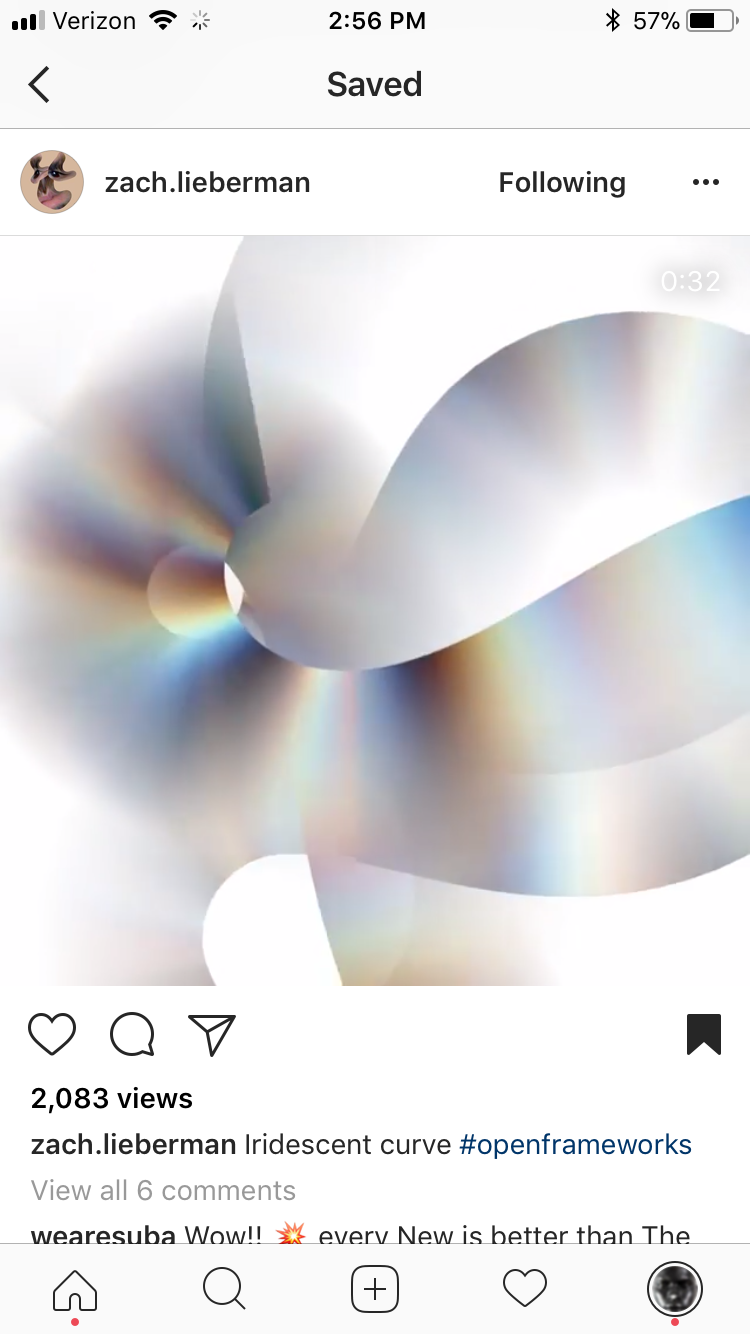 Verizon 2:56 PM 57%
Saved
zach.lieberman Following
0:32
2,083 views
zach.lieberman Iridescent curve #openframeworks
View all 6 comments
wearesuba Wow!! 💥 every New is better than The